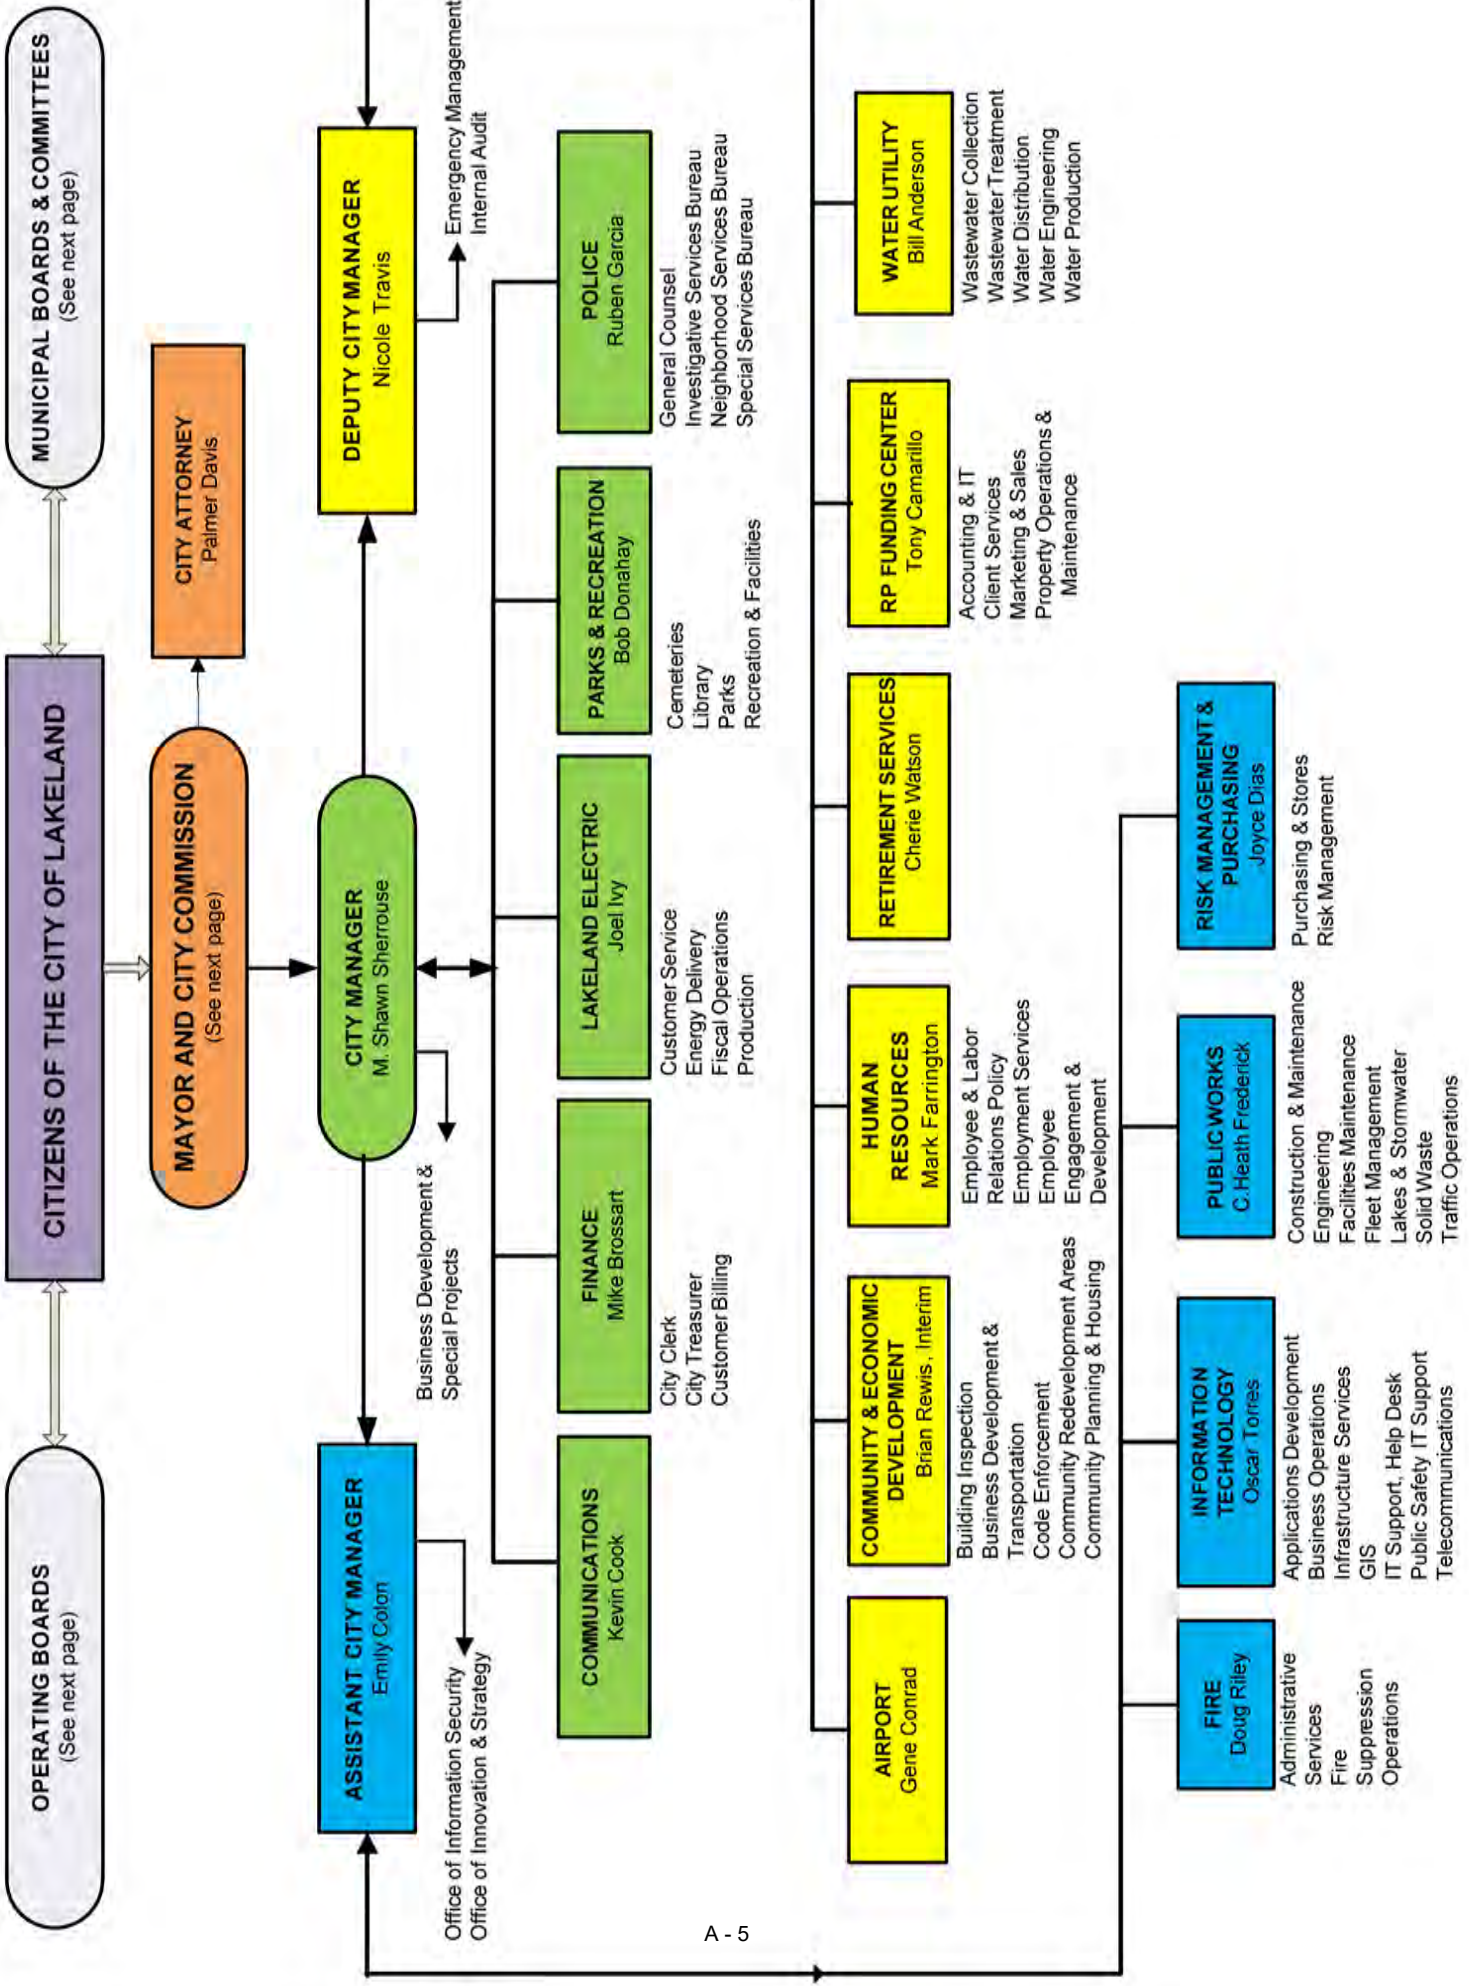 OPERATING BOARDS
(See next page)
CITIZENS OF THE CITY OF LAKELAND
MUNICIPAL BOARDS & COMMITTEES
(See next page)
MAYOR AND CITY COMMISSION
(See next page)
CITY ATTORNEY
Palmer Davis
ASSISTANT CITY MANAGER
Emily Colon
CITY MANAGER
M. Shawn Sherrouse
DEPUTY CITY MANAGER
Nicole Travis
Office of Information Security
Office of Innovation & Strategy
Business Development &
Special Projects
Emergency Management
Internal Audit
COMMUNICATIONS
Kevin Cook
FINANCE
Mike Brossart
City Clerk
City Treasurer
Customer Billing
LAKELAND ELECTRIC
Joel Ivy
Customer Service
Energy Delivery
Fiscal Operations
Production
PARKS & RECREATION
Bob Donahay
Cemeteries
Library
Parks
Recreation & Facilities
POLICE
Ruben Garcia
General Counsel
Investigative Services Bureau
Neighborhood Services Bureau
Special Services Bureau
AIRPORT
Gene Conrad
COMMUNITY & ECONOMIC
DEVELOPMENT
Brian Rewis, Interim
Building Inspection
Business Development &
Transportation
Code Enforcement
Community Redevelopment Areas
Community Planning & Housing
HUMAN
RESOURCES
Mark Farrington
Employee & Labor
Relations Policy
Employment Services
Employee
Engagement &
Development
RETIREMENT SERVICES
Cherie Watson
RP FUNDING CENTER
Tony Camarillo
Accounting & IT
Client Services
Marketing & Sales
Property Operations &
Maintenance
WATER UTILITY
Bill Anderson
Wastewater Collection
Wastewater Treatment
Water Distribution
Water Engineering
Water Production
FIRE
Doug Riley
Administrative
Services
Fire
Suppression
Operations
INFORMATION
TECHNOLOGY
Oscar Torres
Applications Development
Business Operations
Infrastructure Services
GIS
IT Support, Help Desk
Public Safety IT Support
Telecommunications
PUBLIC WORKS
C. Heath Frederick
Construction & Maintenance
Engineering
Facilities Maintenance
Fleet Management
Lakes & Stormwater
Solid Waste
Traffic Operations
RISK MANAGEMENT &
PURCHASING
Joyce Dias
Purchasing & Stores
Risk Management
A - 5